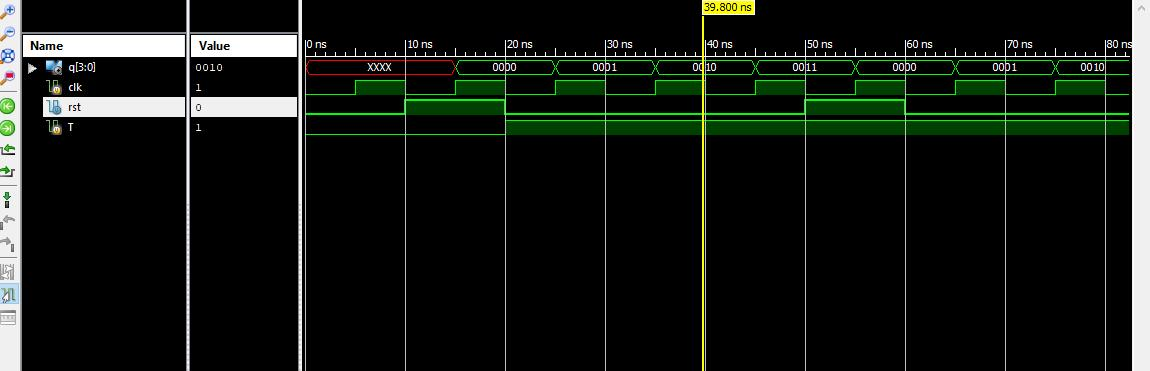 39.800 ns
Name Value
0 ns 10 ns 20 ns 30 ns 40 ns 50 ns 60 ns 70 ns 80 ns
q[3:0] 0010 XXXX 0000 0001 0010 0011 0000 0001 0010
clk 1
rst 0
T 1